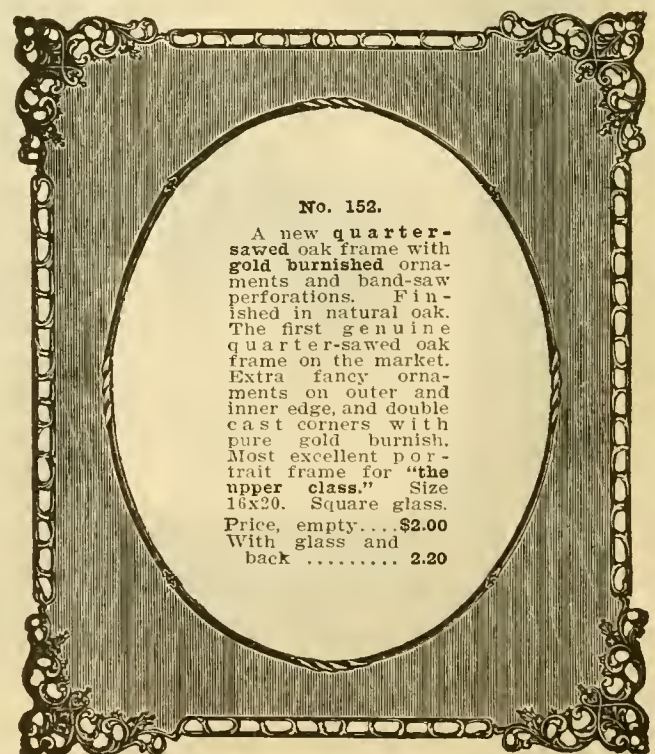 No. 152.
A new quarter-
sawed oak frame with
gold burnished orna-
ments and band-saw
perforations. Fin-
ished in natural oak.
The first genuine
quarter-sawed oak
frame on the market.
Extra fancy orna-
ments on outer and
inner edge, and double
cast corners with
pure gold burnish.
Most excellent por-
trait frame for “the
upper class.” Size
16x20. Square glass.
Price, empty....$2.00
With glass and
back ......... 2.20